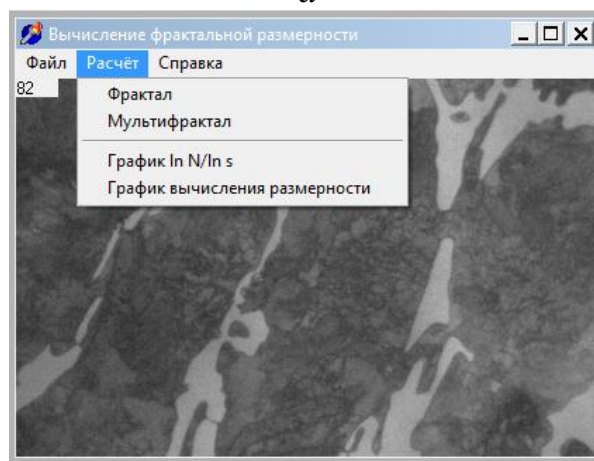 Вычисление фрактальной размерности
Файл Расчёт Справка
82
Фрактал
Мультифрактал
График ln N/ln s
График вычисления размерности